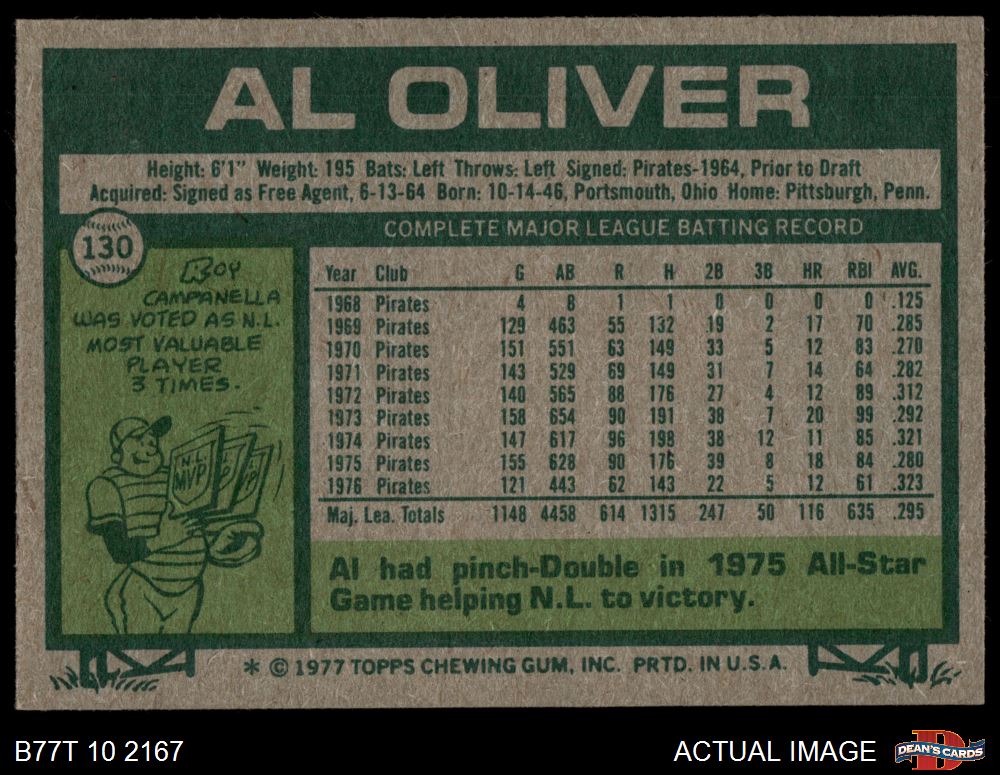 AL OLIVER
Height: 6'1" Weight: 195 Bats: Left Throws: Left Signed: Pirates-1964, Prior to Draft
Acquired: Signed as Free Agent, 6-13-64 Born: 10-14-46, Portsmouth, Ohio Home: Pittsburgh, Penn.
130
BOY
CAMPANELLA
WAS VOTED AS N.L.
MOST VALUABLE
PLAYER
3 TIMES.
N.L. MVP
COMPLETE MAJOR LEAGUE BATTING RECORD
Year Club G AB R H 2B 3B HR RBI AVG.
1968 Pirates 4 8 1 1 0 0 0 0 .125
1969 Pirates 129 463 55 132 19 2 17 70 .285
1970 Pirates 151 551 63 149 33 5 12 83 .270
1971 Pirates 143 529 69 149 31 7 14 64 .282
1972 Pirates 140 565 88 176 27 4 12 89 .312
1973 Pirates 158 654 90 191 38 7 20 99 .292
1974 Pirates 147 617 96 198 38 12 11 85 .321
1975 Pirates 155 628 90 176 39 8 18 84 .280
1976 Pirates 121 443 62 143 22 5 12 61 .323
Maj. Lea. Totals 1148 4458 614 1315 247 50 116 635 .295
Al had pinch-Double in 1975 All-Star
Game helping N.L. to victory.
* © 1977 TOPPS CHEWING GUM, INC. PRTD. IN U.S.A.
B77T 10 2167
ACTUAL IMAGE
DEAN'S CARDS